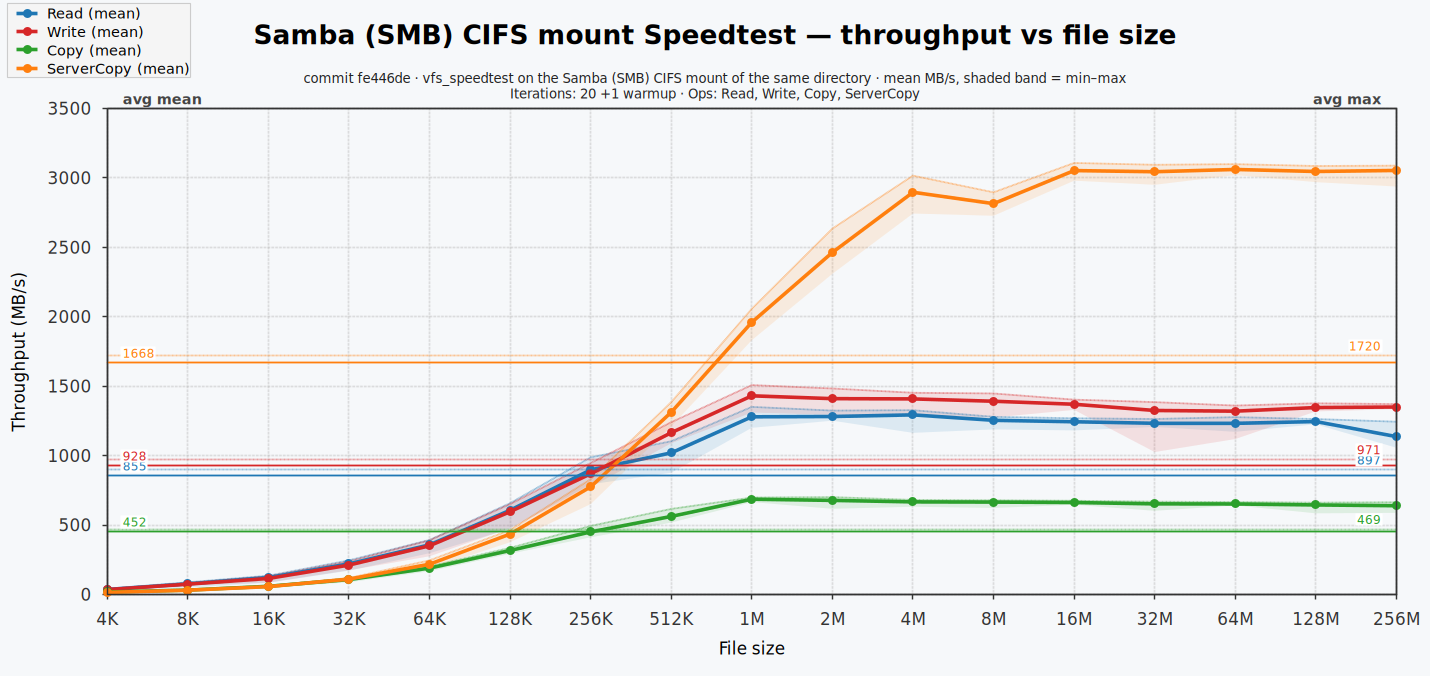 Read (mean)
Write (mean)
Copy (mean)
ServerCopy (mean)
Samba (SMB) CIFS mount Speedtest — throughput vs file size
commit fe446de · vfs_speedtest on the Samba (SMB) CIFS mount of the same directory · mean MB/s, shaded band = min–max
Iterations: 20 +1 warmup · Ops: Read, Write, Copy, ServerCopy
avg mean
avg max
3500
3000
2500
2000
1500
1000
500
0
Throughput (MB/s)
1668
1720
928
971
855
897
452
469
4K 8K 16K 32K 64K 128K 256K 512K 1M 2M 4M 8M 16M 32M 64M 128M 256M
File size